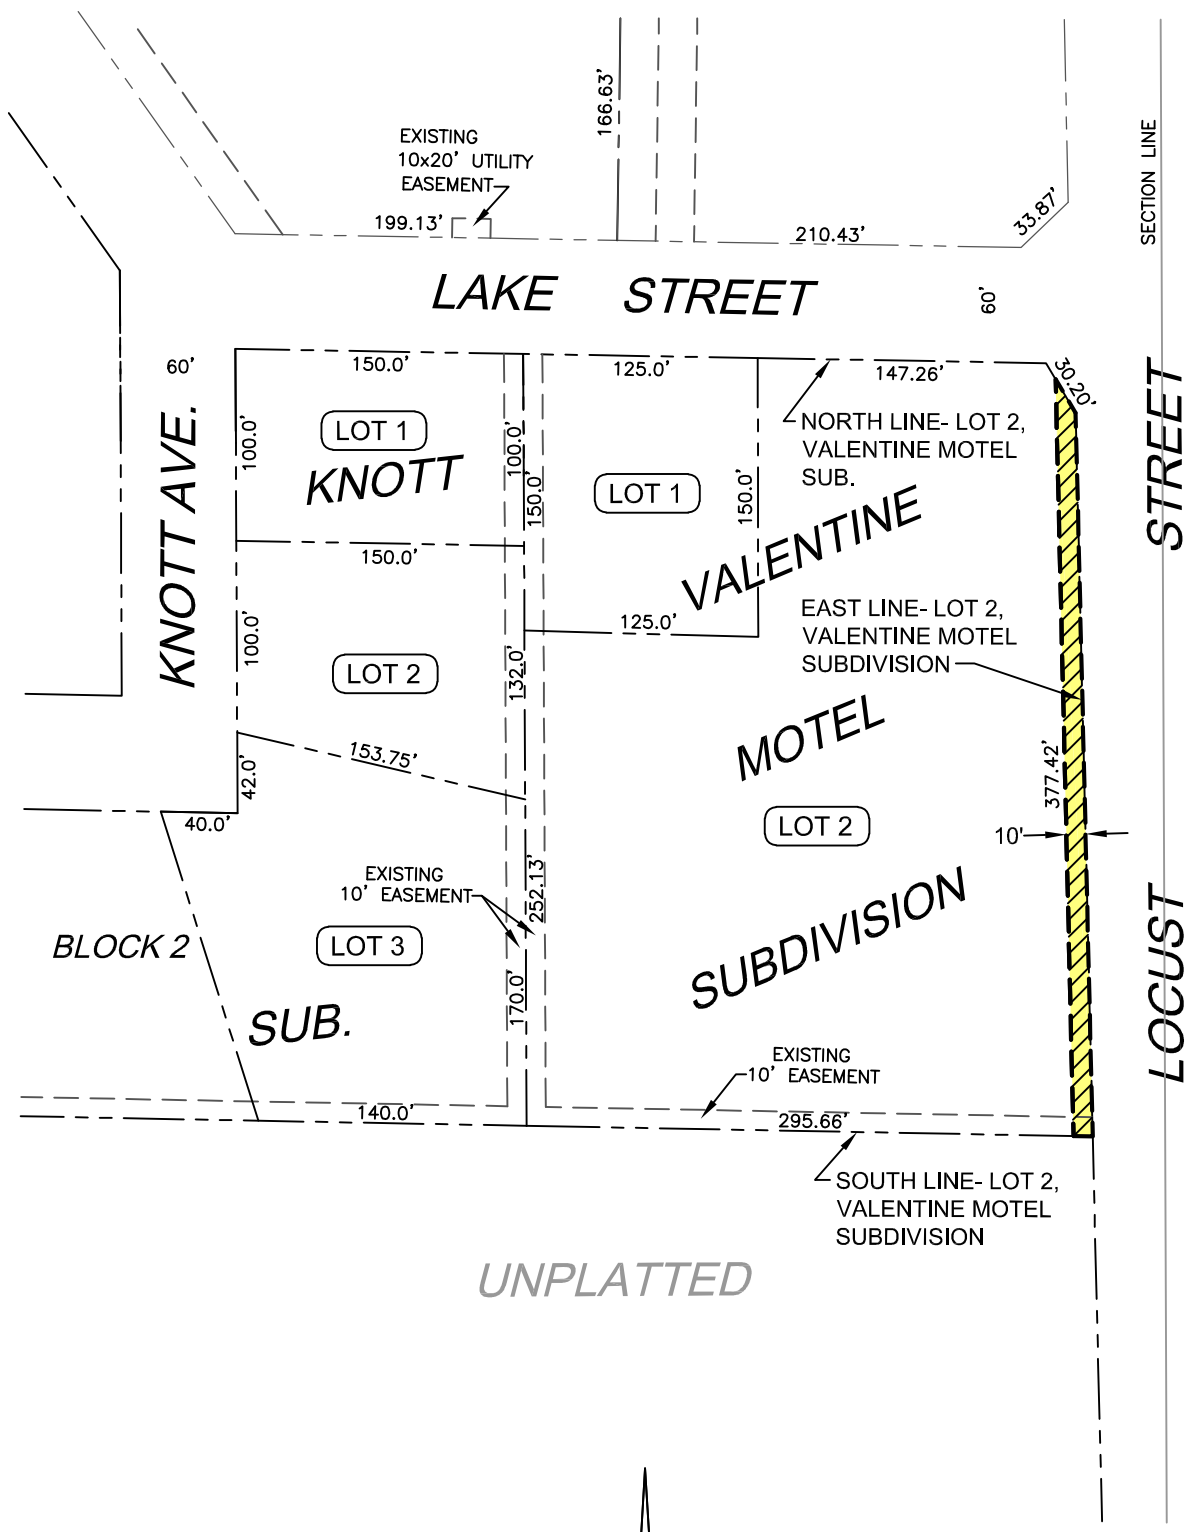 166.63'
EXISTING
10x20' UTILITY
EASEMENT
199.13'
210.43'
33.87'
SECTION LINE
LAKE STREET
60'
60'
150.0'
125.0'
147.26'
30.20'
KNOTT AVE.
100.0'
LOT 1
KNOTT
100.0'
150.0'
LOT 1
150.0'
NORTH LINE- LOT 2,
VALENTINE MOTEL
SUB.
VALENTINE
STREET
150.0'
100.0'
LOT 2
132.0'
125.0'
EAST LINE- LOT 2,
VALENTINE MOTEL
SUBDIVISION
MOTEL
153.75'
42.0'
40.0'
377.42'
LOT 2
10'
EXISTING
10' EASEMENT
252.13'
SUBDIVISION
LOCUST
BLOCK 2
LOT 3
170.0'
SUB.
EXISTING
10' EASEMENT
140.0'
295.66'
SOUTH LINE- LOT 2,
VALENTINE MOTEL
SUBDIVISION
UNPLATTED